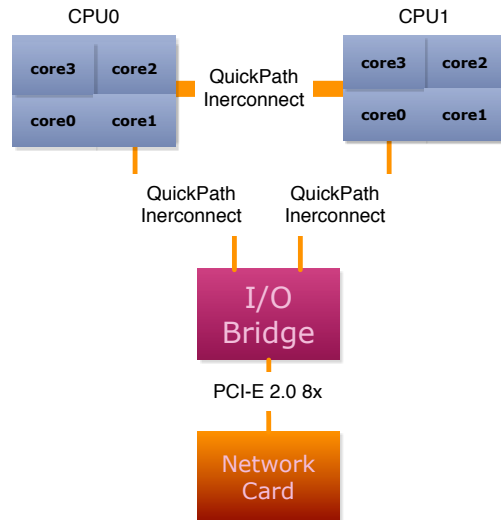 CPU0
CPU1
core3
core2
core0
core1
QuickPath
Inerconnect
core3
core2
core0
core1
QuickPath
Inerconnect
QuickPath
Inerconnect
I/O
Bridge
PCI-E 2.0 8x
Network
Card